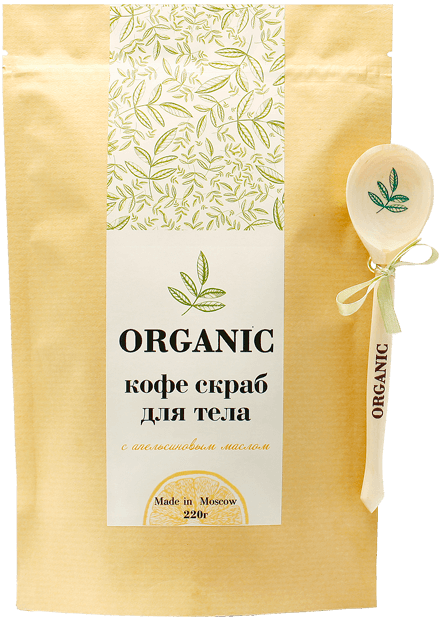 ORGANIC
кофе скраб
для тела
с апельсиновым маслом
Made in Moscow
220г
ORGANIC